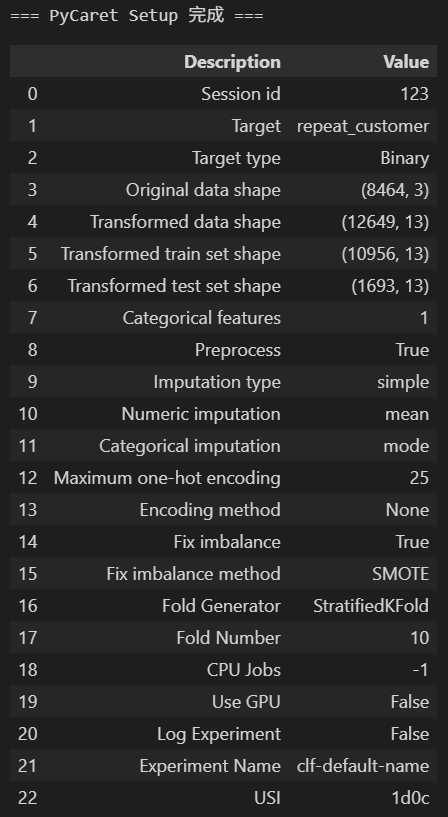 === PyCaret Setup 完成 ===
Description Value
0 Session id 123
1 Target repeat_customer
2 Target type Binary
3 Original data shape (8464, 3)
4 Transformed data shape (12649, 13)
5 Transformed train set shape (10956, 13)
6 Transformed test set shape (1693, 13)
7 Categorical features 1
8 Preprocess True
9 Imputation type simple
10 Numeric imputation mean
11 Categorical imputation mode
12 Maximum one-hot encoding 25
13 Encoding method None
14 Fix imbalance True
15 Fix imbalance method SMOTE
16 Fold Generator StratifiedKFold
17 Fold Number 10
18 CPU Jobs -1
19 Use GPU False
20 Log Experiment False
21 Experiment Name clf-default-name
22 USI 1d0c